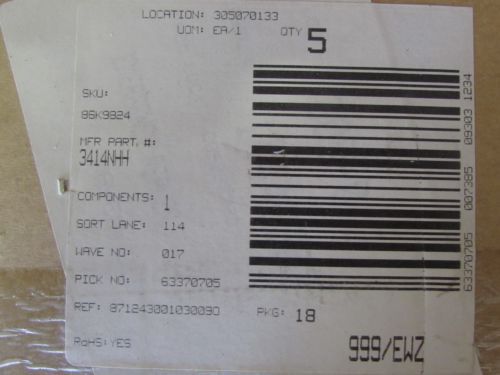 LOCATION: 305070133
UOM: EA/1 QTY 5
SKU:
86K9824
MFR PART. #:
3414NHH
COMPONENTS: 1
SORT LANE: 114
WAVE NO: 017
PICK NO: 63370705
REF: 871243001030090 PKG: 18
RoHS: YES
63370705 007385 09303 1234
999/EWZ